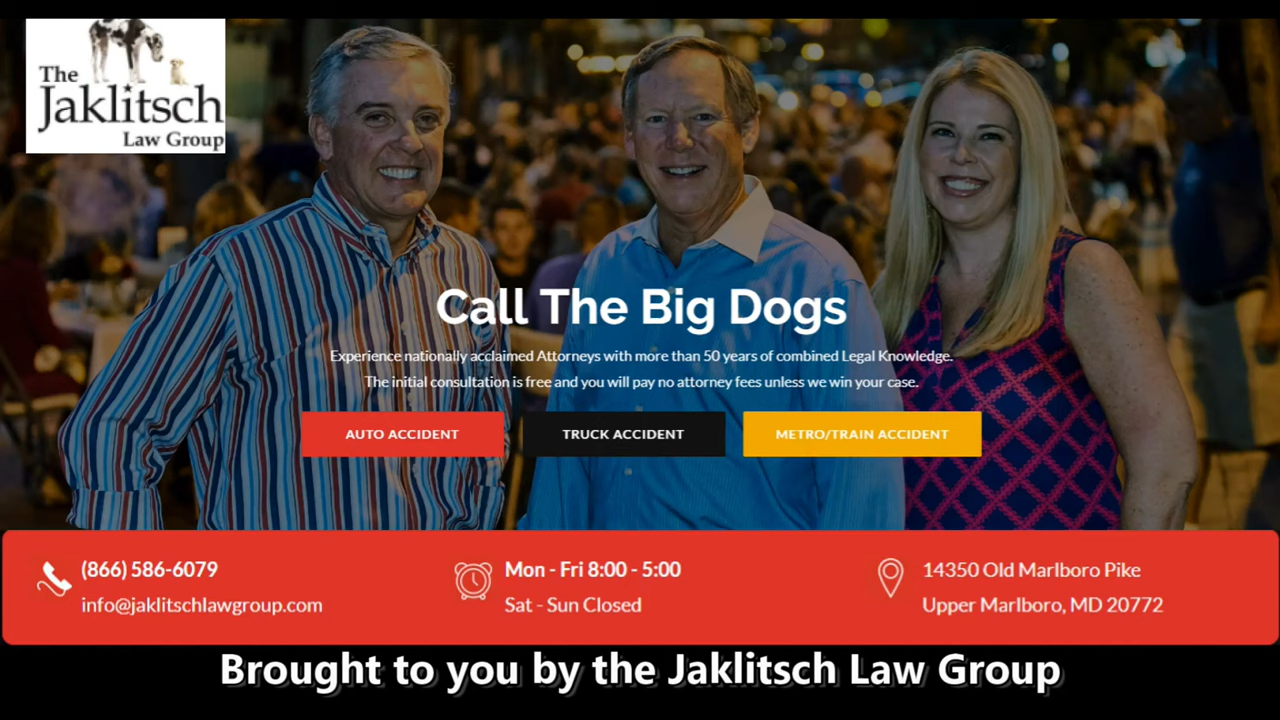 The
Jaklitsch
Law Group
Call The Big Dogs
Experience nationally acclaimed Attorneys with more than 50 years of combined Legal Knowledge.
The initial consultation is free and you will pay no attorney fees unless we win your case.
AUTO ACCIDENT
TRUCK ACCIDENT
METRO/TRAIN ACCIDENT
(866) 586-6079
info@jaklitschlawgroup.com
Mon - Fri 8:00 - 5:00
Sat - Sun Closed
14350 Old Marlboro Pike
Upper Marlboro, MD 20772
Brought to you by the Jaklitsch Law Group